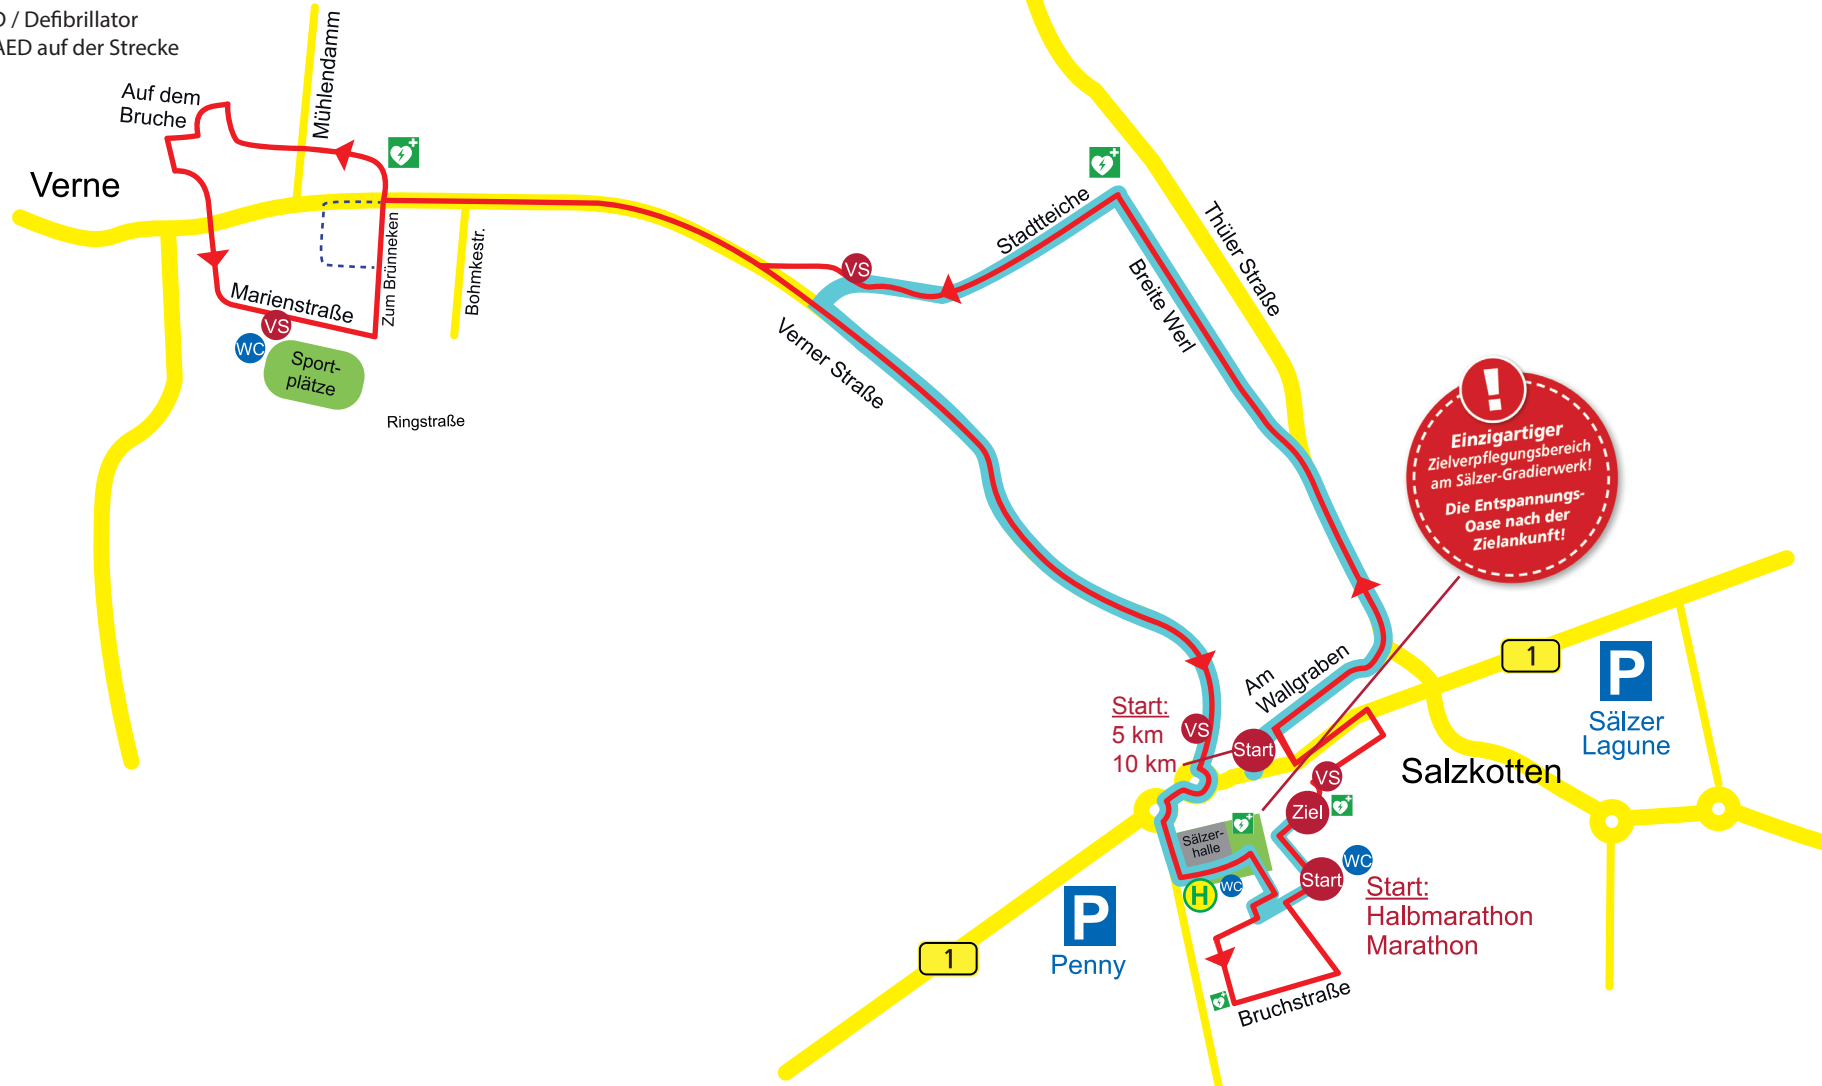 / Defibrillator
AED auf der Strecke
Mühlendamm
Auf dem
Bruche
Verne
Zum Brünneken
Bohmkestr.
Marienstraße
VS
WC
Sport-
plätze
Ringstraße
VS
Stadtteiche
Breite Werl
Thüler Straße
Verner Straße
!
Einzigartiger
Zielverpflegungsbereich
am Sälzer-Gradierwerk!
Die Entspannungs-
Oase nach der
Zielankunft!
1
P
Sälzer
Lagune
Am
Wallgraben
Start:
5 km
10 km
VS
Start
Salzkotten
VS
Ziel
Sälzer-
halle
WC
Start
H
WC
Start:
Halbmarathon
Marathon
P
Penny
1
Bruchstraße